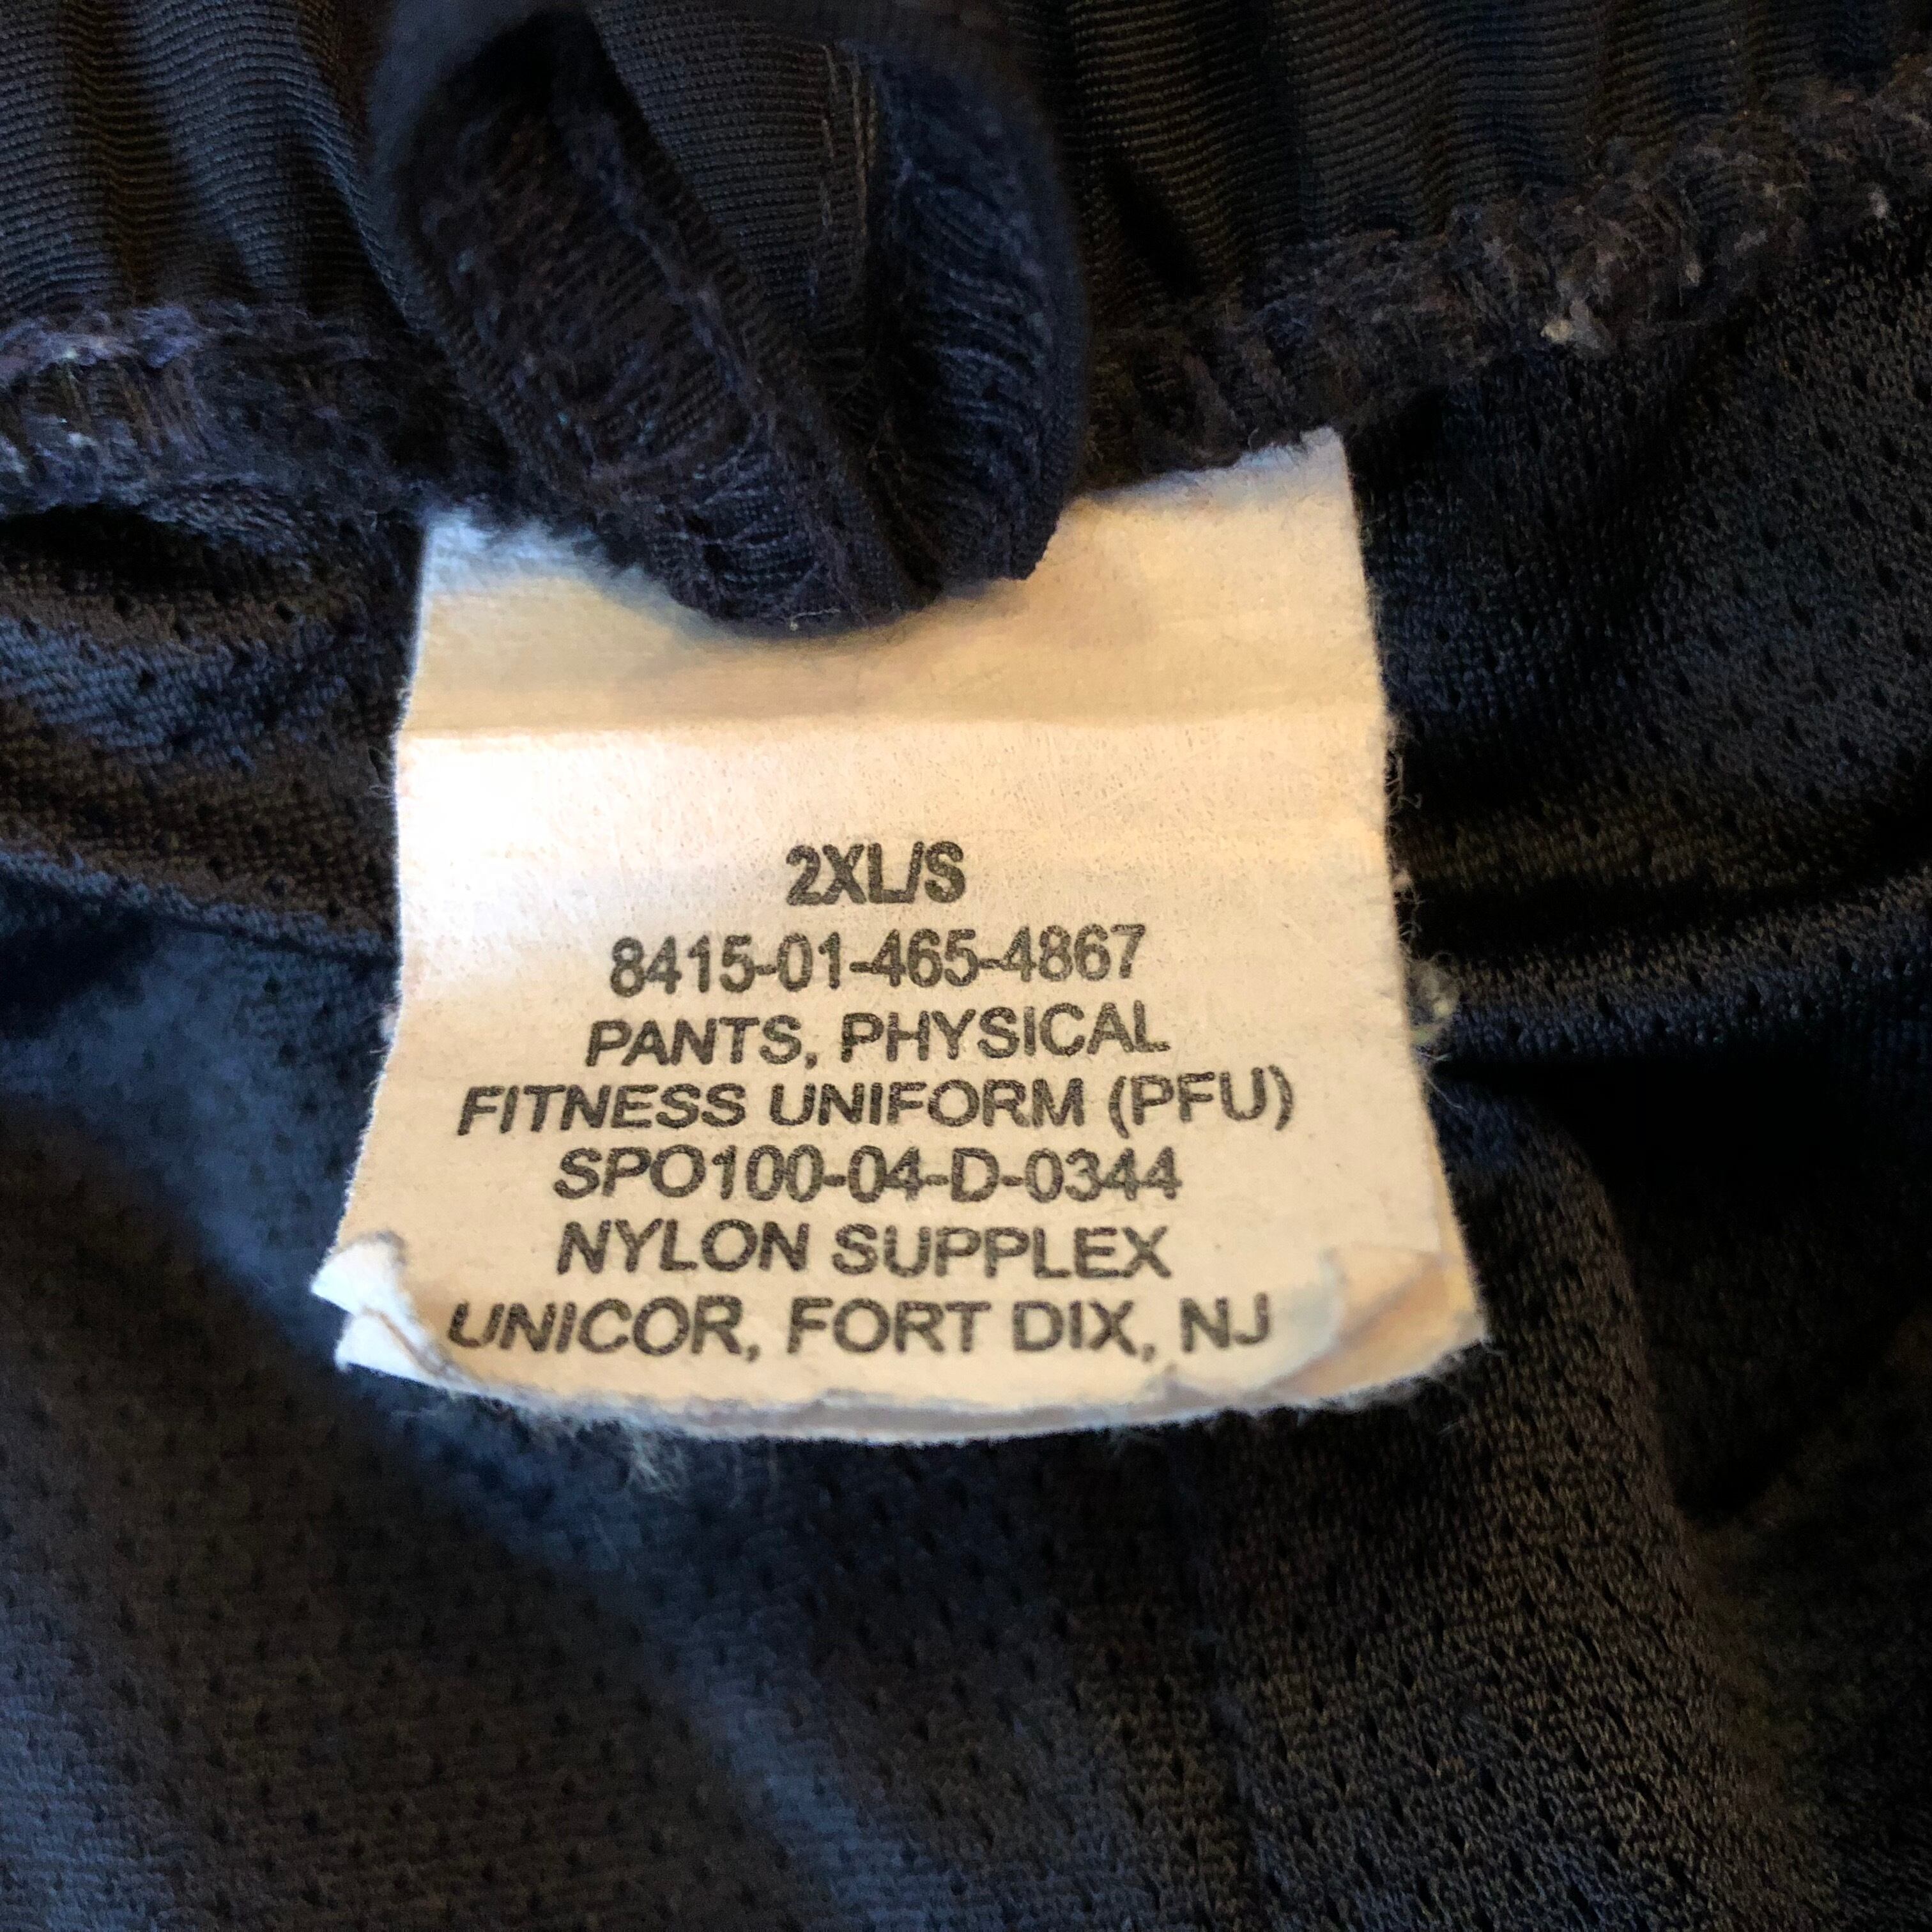 2XL/S
8415-01-465-4867
PANTS, PHYSICAL
FITNESS UNIFORM (PFU)
SPO100-04-D-0344
NYLON SUPPLEX
UNICOR, FORT DIX, NJ